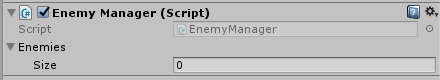 Enemy Manager (Script)
Script EnemyManager
Enemies
Size 0